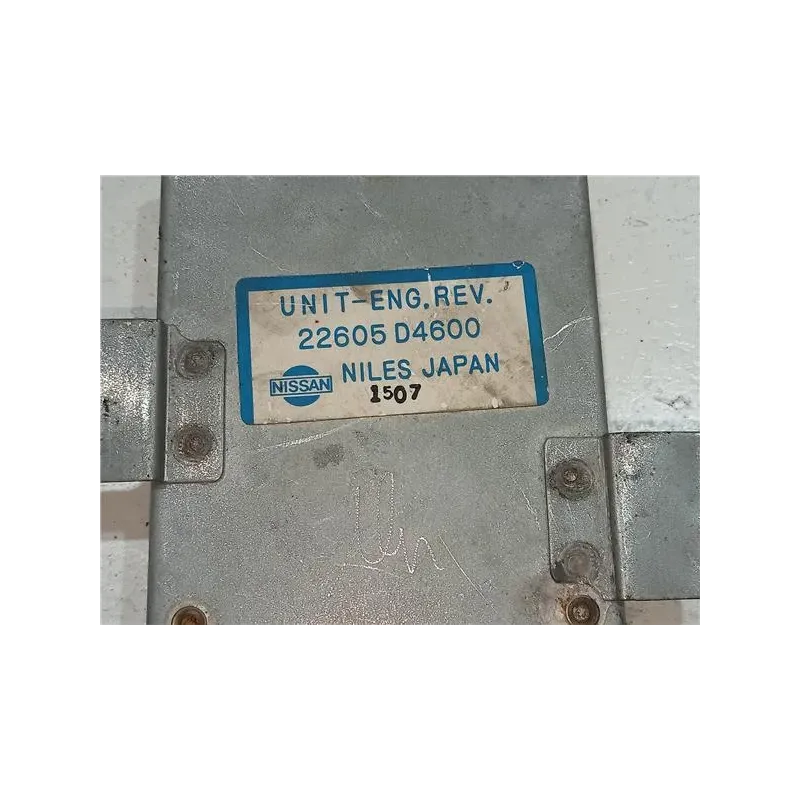 UNIT-ENG. REV.
22605 D4600
NISSAN NILES JAPAN
1507